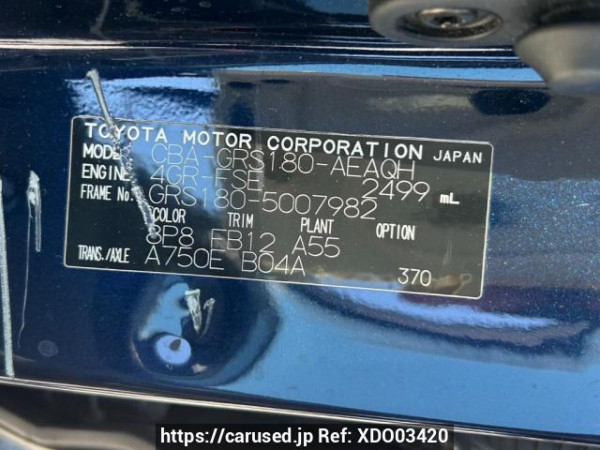 TOYOTA MOTOR CORPORATION JAPAN
MODEL CBA-GRS180-AEAQH
ENGINE 4GR-FSE 2499 mL
FRAME No. GRS180-5007982
COLOR TRIM PLANT OPTION
8P8 FB12 A55
TRANS./AXLE A750E B04A
370
https://carused.jp Ref: XDO03420